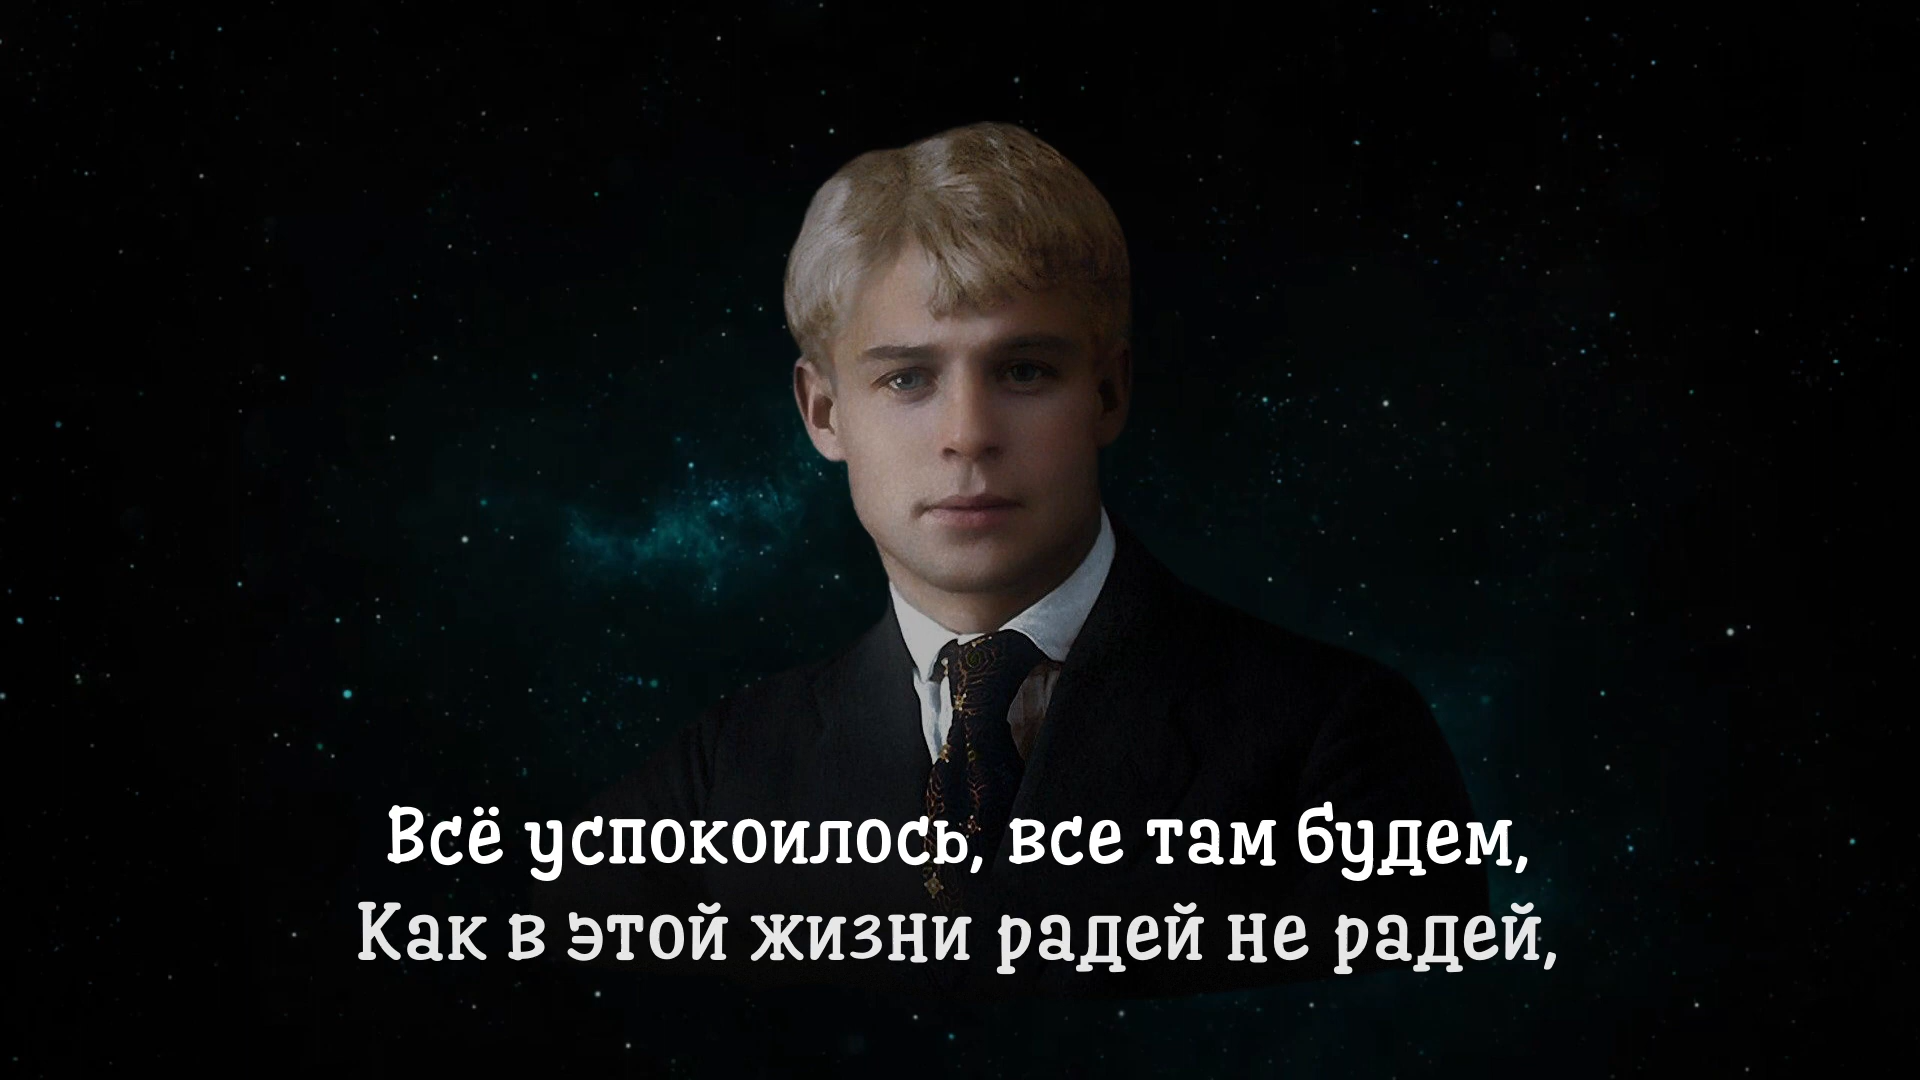 Всё успокоилось, все там будем,
Как в этой жизни радей не радей,